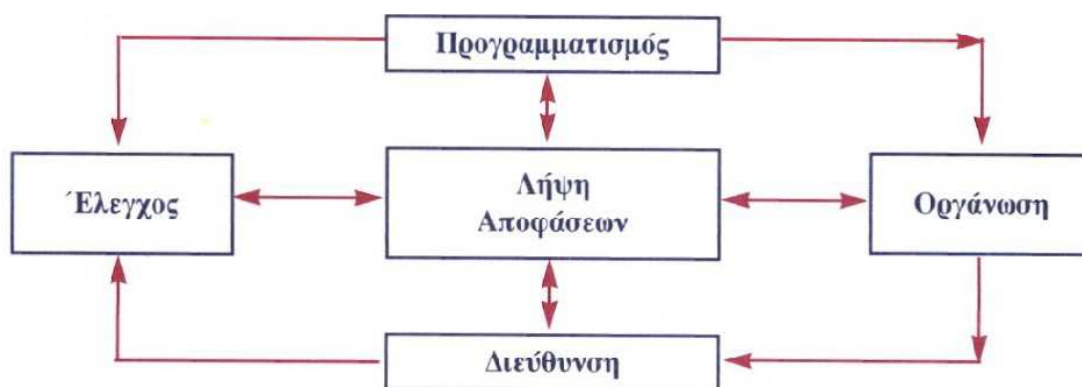 Προγραμματισμός
Έλεγχος
Λήψη
Αποφάσεων
Οργάνωση
Διεύθυνση